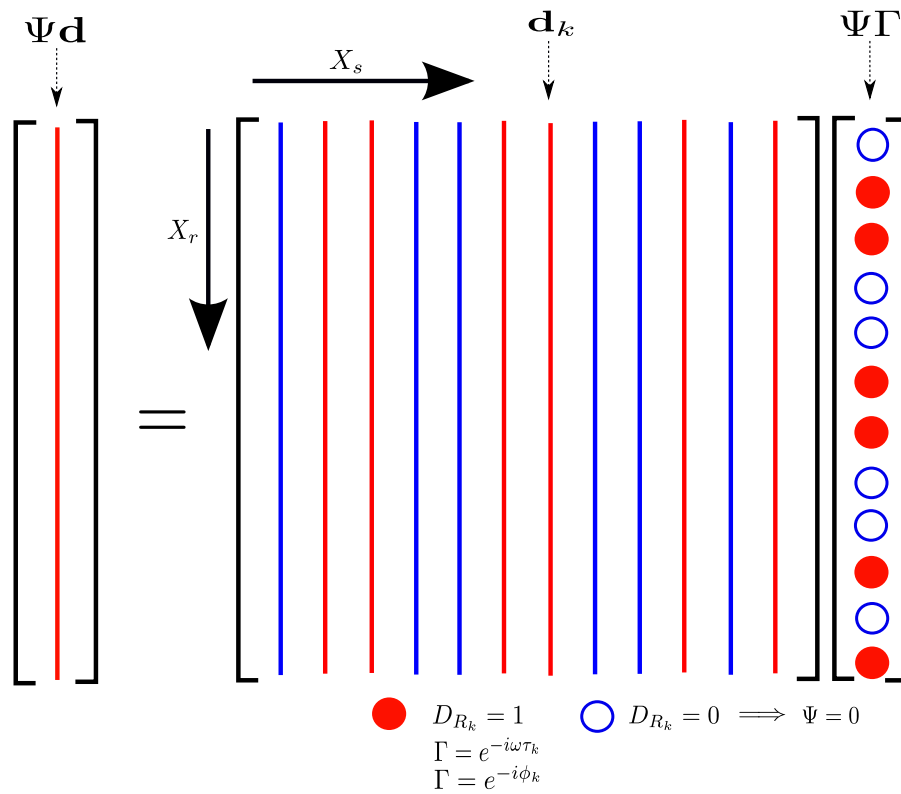 Ψd
d_k
ΨΓ
X_s
X_r
=
D_{R_k} = 1
D_{R_k} = 0 ⟹ Ψ = 0
Γ = e^{-iωτ_k}
Γ = e^{-iϕ_k}